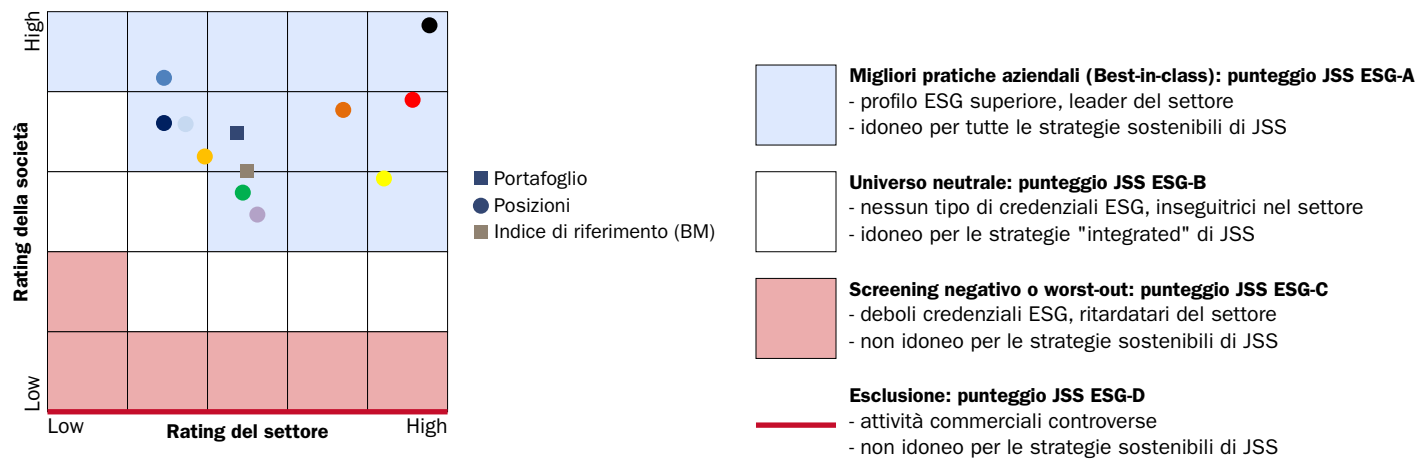 High
Rating della società
Low
Low
Rating del settore
High
Portafoglio
Posizioni
Indice di riferimento (BM)
Migliori pratiche aziendali (Best-in-class): punteggio JSS ESG-A
- profilo ESG superiore, leader del settore
- idoneo per tutte le strategie sostenibili di JSS
Universo neutrale: punteggio JSS ESG-B
- nessun tipo di credenziali ESG, inseguitrici nel settore
- idoneo per le strategie "integrated" di JSS
Screening negativo o worst-out: punteggio JSS ESG-C
- deboli credenziali ESG, ritardatari del settore
- non idoneo per le strategie sostenibili di JSS
Esclusione: punteggio JSS ESG-D
- attività commerciali controverse
- non idoneo per le strategie sostenibili di JSS